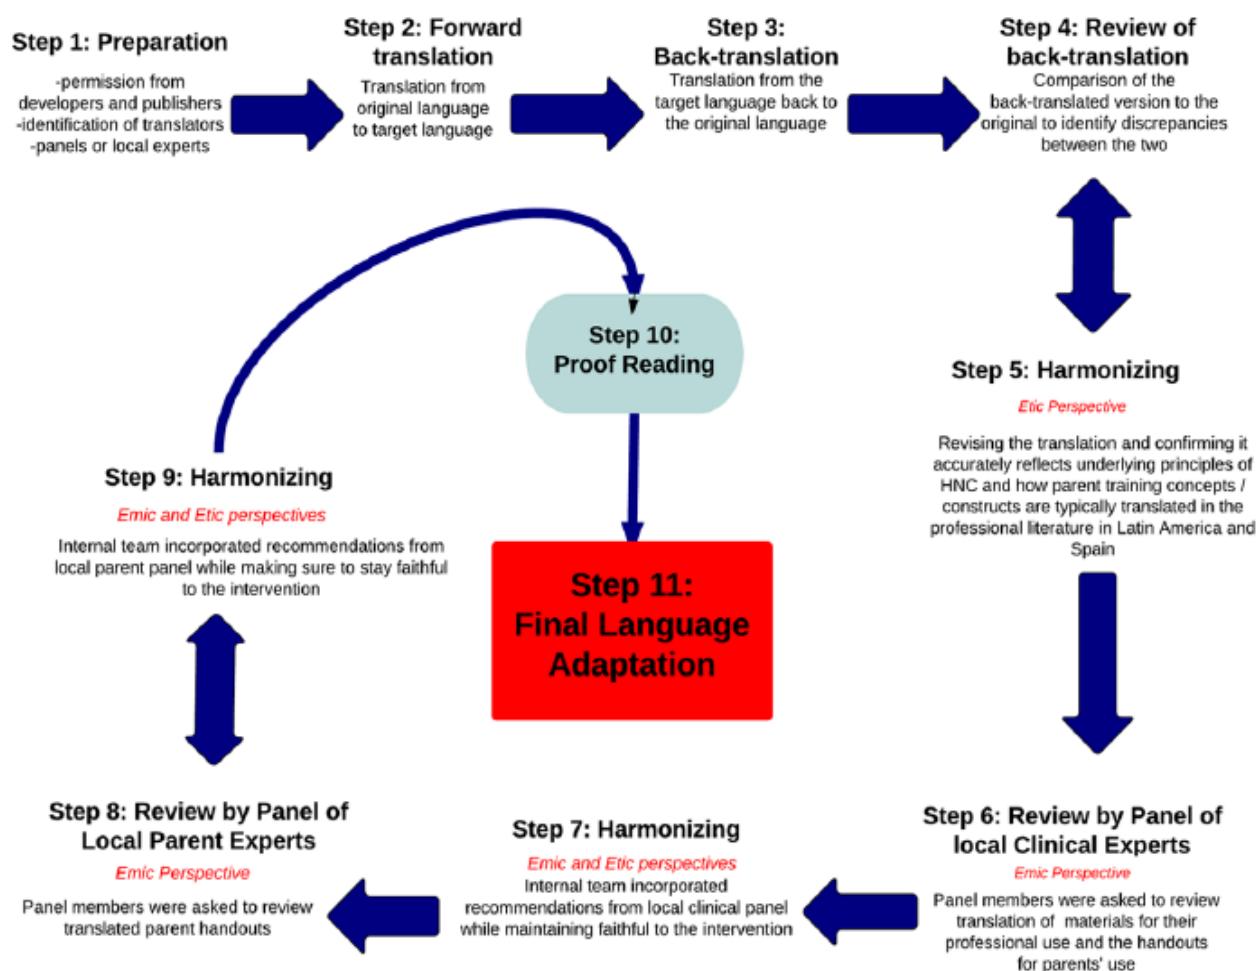 Step 1: Preparation
-permission from
developers and publishers
-identification of translators
-panels or local experts
Step 2: Forward
translation
Translation from
original language
to target language
Step 3:
Back-translation
Translation from the
target language back to
the original language
Step 4: Review of
back-translation
Comparison of the
back-translated version to the
original to identify discrepancies
between the two
Step 5: Harmonizing
Etic Perspective
Revising the translation and confirming it
accurately reflects underlying principles of
HNC and how parent training concepts /
constructs are typically translated in the
professional literature in Latin America and
Spain
Step 6: Review by Panel of
local Clinical Experts
Emic Perspective
Panel members were asked to review
translation of materials for their
professional use and the handouts
for parents' use
Step 7: Harmonizing
Emic and Etic perspectives
Internal team incorporated
recommendations from local clinical panel
while maintaining faithful to the intervention
Step 8: Review by Panel of
Local Parent Experts
Emic Perspective
Panel members were asked to review
translated parent handouts
Step 9: Harmonizing
Emic and Etic perspectives
Internal team incorporated recommendations from
local parent panel while making sure to stay faithful
to the intervention
Step 10:
Proof Reading
Step 11:
Final Language
Adaptation